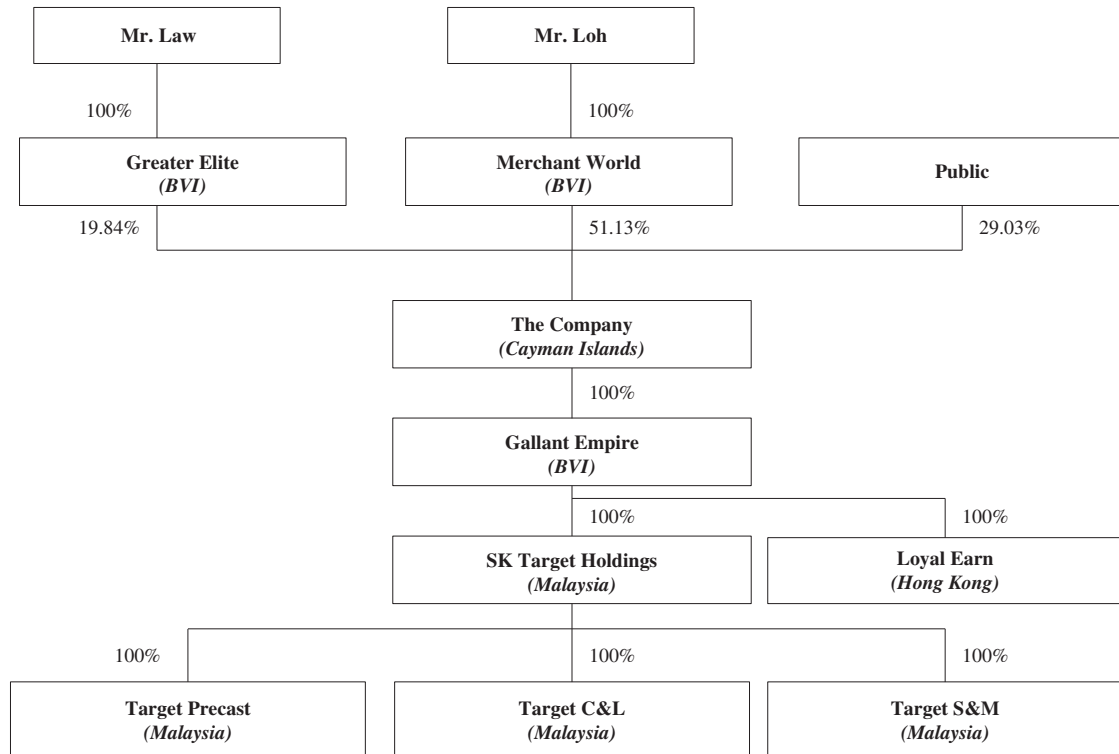 Mr. Law
Mr. Loh
100%
100%
Greater Elite
(BVI)
Merchant World
(BVI)
Public
19.84%
51.13%
29.03%
The Company
(Cayman Islands)
100%
Gallant Empire
(BVI)
100%
100%
SK Target Holdings
(Malaysia)
Loyal Earn
(Hong Kong)
100%
100%
100%
Target Precast
(Malaysia)
Target C&L
(Malaysia)
Target S&M
(Malaysia)